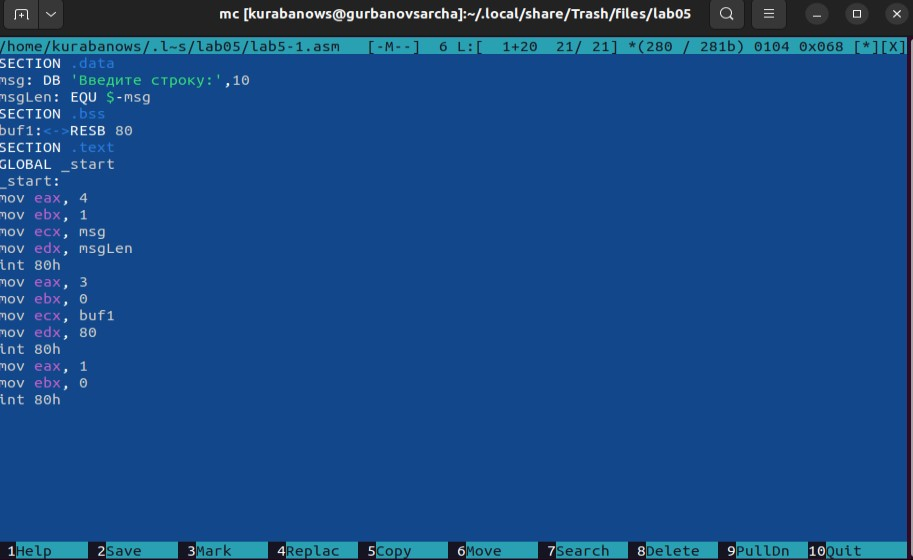 mc [kurabanows@gurbanovsarcha]:~/.local/share/Trash/files/lab05
/home/kurabanows/.l~s/lab05/lab5-1.asm [-M--] 6 L:[ 1+20 21/ 21] *(280 / 281b) 0104 0x068 [*][X]
SECTION .data
msg: DB 'Введите строку:',10
msgLen: EQU $-msg
SECTION .bss
buf1:<->RESB 80
SECTION .text
GLOBAL _start
_start:
mov eax, 4
mov ebx, 1
mov ecx, msg
mov edx, msgLen
int 80h
mov eax, 3
mov ebx, 0
mov ecx, buf1
mov edx, 80
int 80h
mov eax, 1
mov ebx, 0
int 80h
1Help 2Save 3Mark 4Replac 5Copy 6Move 7Search 8Delete 9PullDn 10Quit